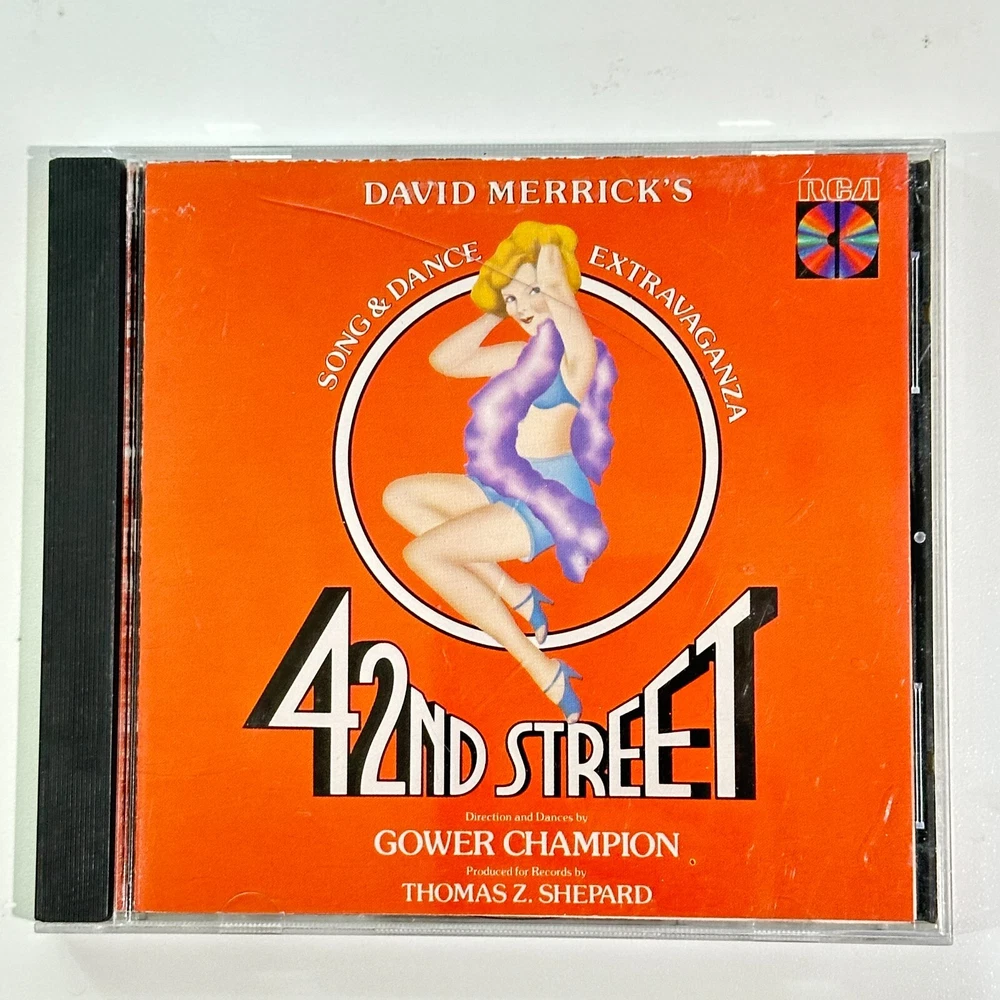 DAVID MERRICK'S
RCA
SONG & DANCE EXTRAVAGANZA
42ND STREET
Direction and Dances by
GOWER CHAMPION
Produced for Records by
THOMAS Z. SHEPARD